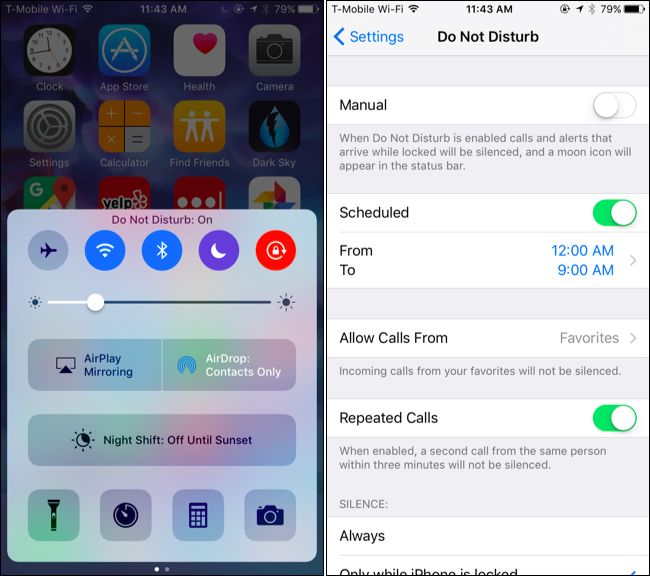 T-Mobile Wi-Fi 11:43 AM 79%
Clock App Store Health Camera
Settings Calculator Find Friends Dark Sky
yelp
Do Not Disturb: On
AirPlay
Mirroring
AirDrop:
Contacts Only
Night Shift: Off Until Sunset
T-Mobile Wi-Fi 11:43 AM 79%
Settings Do Not Disturb
Manual
When Do Not Disturb is enabled calls and alerts that
arrive while locked will be silenced, and a moon icon will
appear in the status bar.
Scheduled
From 12:00 AM
To 9:00 AM
Allow Calls From Favorites
Incoming calls from your favorites will not be silenced.
Repeated Calls
When enabled, a second call from the same person
within three minutes will not be silenced.
SILENCE:
Always
Only while iPhone is locked